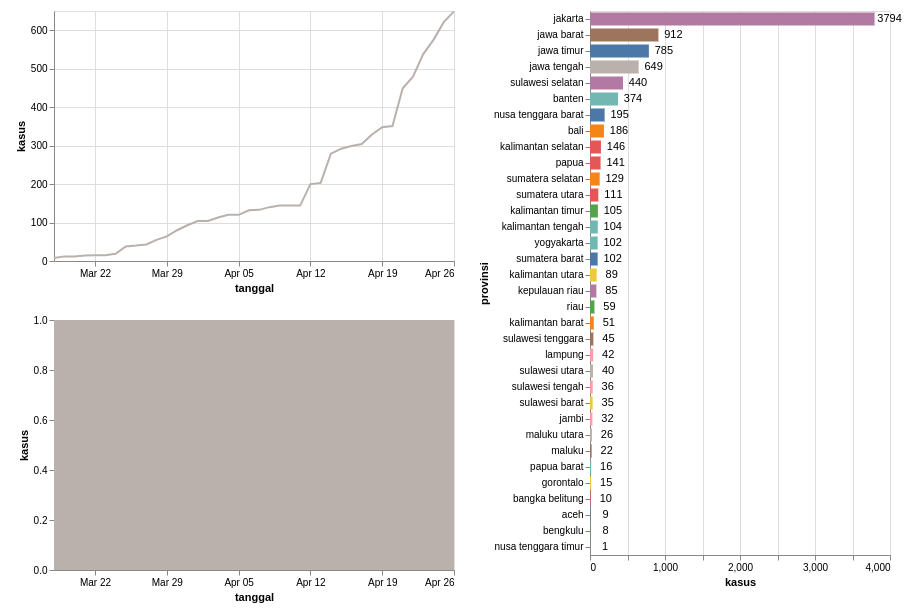 600
500
400
300
200
100
0
kasus
Mar 22 Mar 29 Apr 05 Apr 12 Apr 19 Apr 26
tanggal
1.0
0.8
0.6
0.4
0.2
0.0
kasus
Mar 22 Mar 29 Apr 05 Apr 12 Apr 19 Apr 26
tanggal
provinsi
jakarta 3794
jawa barat 912
jawa timur 785
jawa tengah 649
sulawesi selatan 440
banten 374
nusa tenggara barat 195
bali 186
kalimantan selatan 146
papua 141
sumatera selatan 129
sumatera utara 111
kalimantan timur 105
kalimantan tengah 104
yogyakarta 102
sumatera barat 102
kalimantan utara 89
kepulauan riau 85
riau 59
kalimantan barat 51
sulawesi tenggara 45
lampung 42
sulawesi utara 40
sulawesi tengah 36
sulawesi barat 35
jambi 32
maluku utara 26
maluku 22
papua barat 16
gorontalo 15
bangka belitung 10
aceh 9
bengkulu 8
nusa tenggara timur 1
0 1,000 2,000 3,000 4,000
kasus